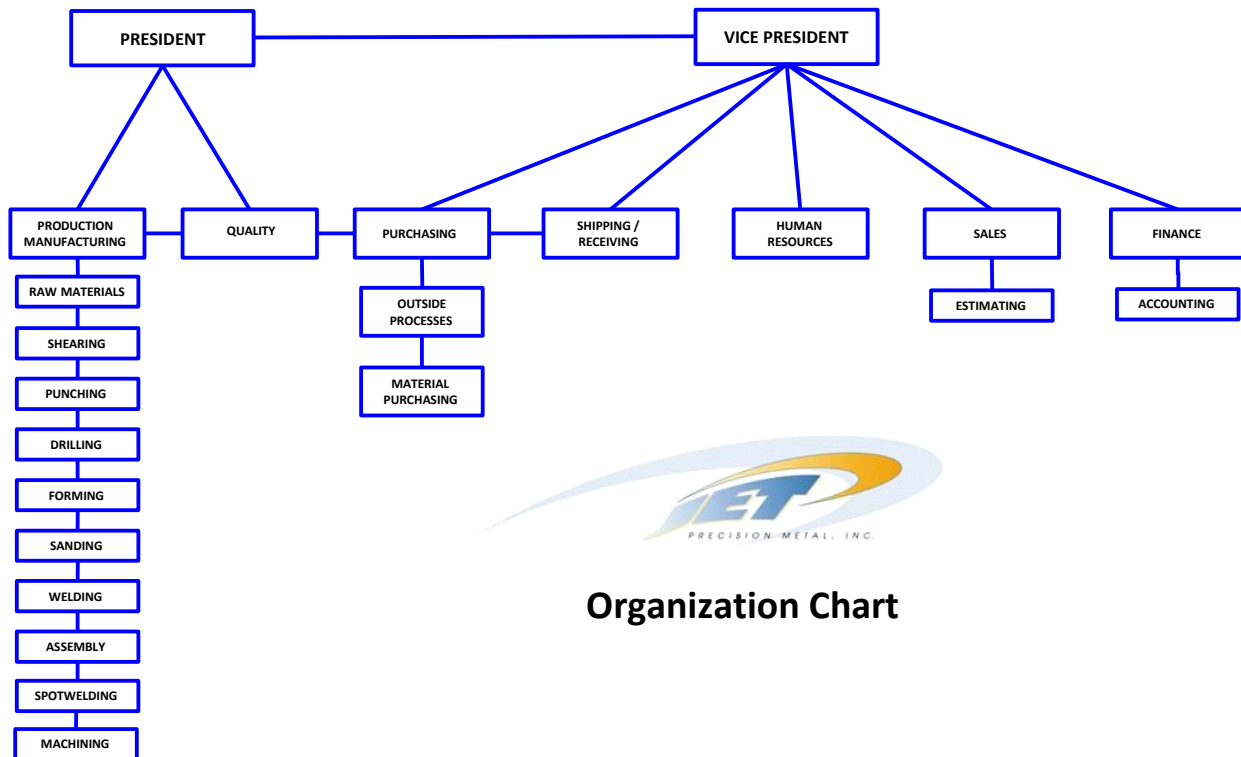 PRESIDENT
VICE PRESIDENT
PRODUCTION
MANUFACTURING
QUALITY
PURCHASING
SHIPPING /
RECEIVING
HUMAN
RESOURCES
SALES
FINANCE
RAW MATERIALS
SHEARING
PUNCHING
DRILLING
FORMING
SANDING
WELDING
ASSEMBLY
SPOTWELDING
MACHINING
OUTSIDE
PROCESSES
MATERIAL
PURCHASING
ESTIMATING
ACCOUNTING
JET
PRECISION METAL, INC.
Organization Chart